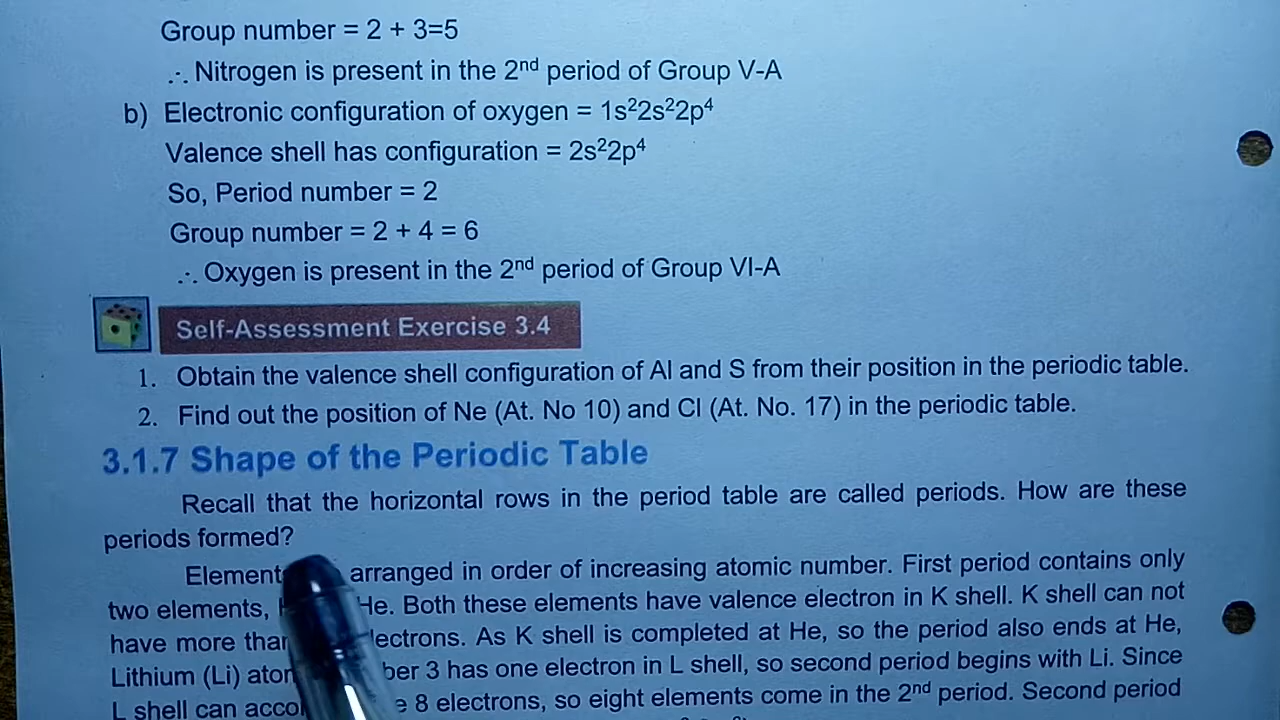 Group number = 2 + 3=5
∴ Nitrogen is present in the 2nd period of Group V-A
b) Electronic configuration of oxygen = 1s²2s²2p⁴
Valence shell has configuration = 2s²2p⁴
So, Period number = 2
Group number = 2 + 4 = 6
∴ Oxygen is present in the 2nd period of Group VI-A
Self-Assessment Exercise 3.4
1. Obtain the valence shell configuration of Al and S from their position in the periodic table.
2. Find out the position of Ne (At. No 10) and Cl (At. No. 17) in the periodic table.
3.1.7 Shape of the Periodic Table
Recall that the horizontal rows in the period table are called periods. How are these
periods formed?
Element arranged in order of increasing atomic number. First period contains only
two elements, He. Both these elements have valence electron in K shell. K shell can not
have more than lectrons. As K shell is completed at He, so the period also ends at He,
Lithium (Li) atom ber 3 has one electron in L shell, so second period begins with Li. Since
L shell can acco e 8 electrons, so eight elements come in the 2nd period. Second period